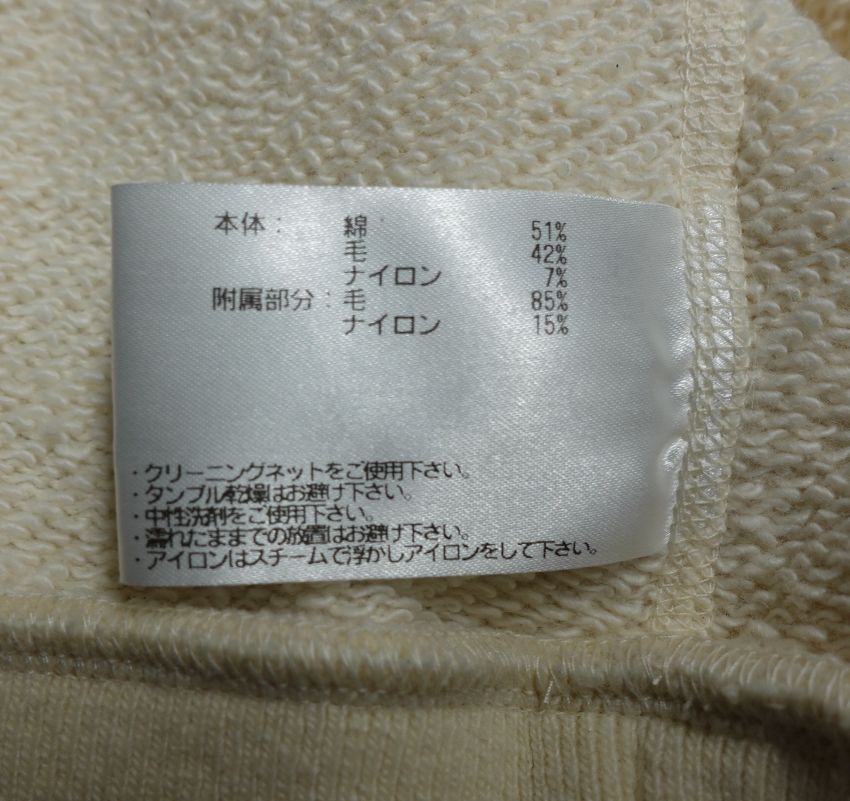 本体： 綿 51%
毛 42%
ナイロン 7%
附属部分：毛 85%
ナイロン 15%
・クリーニングネットをご使用下さい。
・タンブル乾燥はお避け下さい。
・中性洗剤をご使用下さい。
・濡れたままでの放置はお避け下さい。
・アイロンはスチームで浮かしアイロンをして下さい。